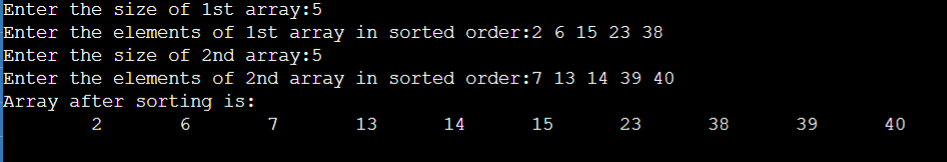 Enter the size of 1st array:5
Enter the elements of 1st array in sorted order:2 6 15 23 38
Enter the size of 2nd array:5
Enter the elements of 2nd array in sorted order:7 13 14 39 40
Array after sorting is:
2 6 7 13 14 15 23 38 39 40